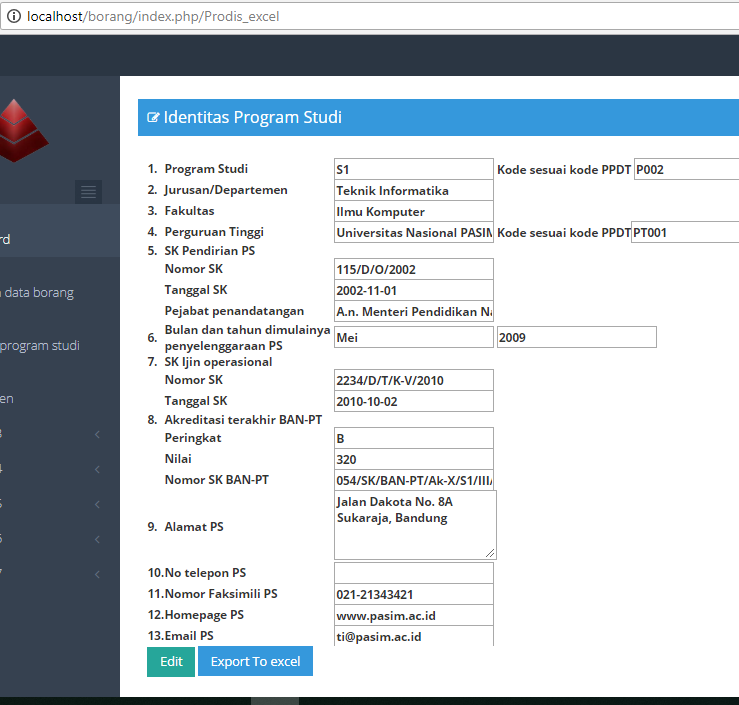 localhost/borang/index.php/Prodis_excel
Identitas Program Studi
rd
data borang
program studi
en
1. Program Studi S1 Kode sesuai kode PPDT P002
2. Jurusan/Departemen Teknik Informatika
3. Fakultas Ilmu Komputer
4. Perguruan Tinggi Universitas Nasional PASIM Kode sesuai kode PPDT PT001
5. SK Pendirian PS
Nomor SK 115/D/O/2002
Tanggal SK 2002-11-01
Pejabat penandatangan A.n. Menteri Pendidikan Na
6. Bulan dan tahun dimulainya
penyelenggaraan PS Mei 2009
7. SK Ijin operasional
Nomor SK 2234/D/T/K-V/2010
Tanggal SK 2010-10-02
8. Akreditasi terakhir BAN-PT
Peringkat B
Nilai 320
Nomor SK BAN-PT 054/SK/BAN-PT/Ak-X/S1/III/
9. Alamat PS Jalan Dakota No. 8A
Sukaraja, Bandung
10. No telepon PS
11. Nomor Faksimili PS 021-21343421
12. Homepage PS www.pasim.ac.id
13. Email PS ti@pasim.ac.id
Edit Export To excel